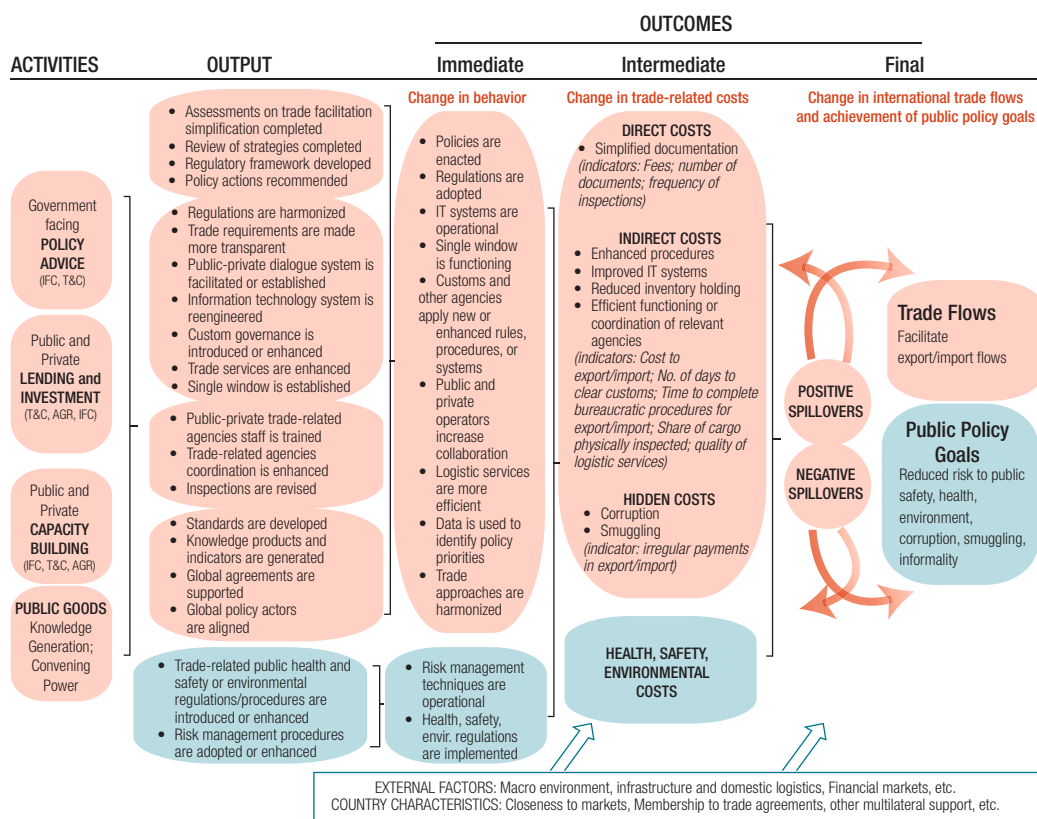 OUTCOMES
ACTIVITIES
OUTPUT
Immediate
Intermediate
Final
Change in behavior
Change in trade-related costs
Change in international trade flows
and achievement of public policy goals
Government
facing
POLICY
ADVICE
(IFC, T&C)
Public and
Private
LENDING and
INVESTMENT
(T&C, AGR, IFC)
Public and
Private
CAPACITY
BUILDING
(IFC, T&C, AGR)
PUBLIC GOODS
Knowledge
Generation;
Convening
Power
• Assessments on trade facilitation
simplification completed
• Review of strategies completed
• Regulatory framework developed
• Policy actions recommended
• Regulations are harmonized
• Trade requirements are made
more transparent
• Public-private dialogue system is
facilitated or established
• Information technology system is
reengineered
• Custom governance is
introduced or enhanced
• Trade services are enhanced
• Single window is established
• Public-private trade-related
agencies staff is trained
• Trade-related agencies
coordination is enhanced
• Inspections are revised
• Standards are developed
• Knowledge products and
indicators are generated
• Global agreements are
supported
• Global policy actors
are aligned
• Trade-related public health and
safety or environmental
regulations/procedures are
introduced or enhanced
• Risk management procedures
are adopted or enhanced
• Policies are
enacted
• Regulations are
adopted
• IT systems are
operational
• Single window
is functioning
• Customs and
other agencies
apply new or
enhanced rules,
procedures, or
systems
• Public and
private
operators
increase
collaboration
• Logistic services
are more
efficient
• Data is used to
identify policy
priorities
• Trade
approaches are
harmonized
• Risk management
techniques are
operational
• Health, safety,
envir. regulations
are implemented
DIRECT COSTS
• Simplified documentation
(indicators: Fees; number of
documents; frequency of
inspections)
INDIRECT COSTS
• Enhanced procedures
• Improved IT systems
• Reduced inventory holding
• Efficient functioning or
coordination of relevant
agencies
(indicators: Cost to
export/import; No. of days to
clear customs; Time to complete
bureaucratic procedures for
export/import; Share of cargo
physically inspected; quality of
logistic services)
HIDDEN COSTS
• Corruption
• Smuggling
(indicator: irregular payments
in export/import)
HEALTH, SAFETY,
ENVIRONMENTAL
COSTS
POSITIVE
SPILLOVERS
NEGATIVE
SPILLOVERS
Trade Flows
Facilitate
export/import flows
Public Policy
Goals
Reduced risk to public
safety, health,
environment,
corruption, smuggling,
informality
EXTERNAL FACTORS: Macro environment, infrastructure and domestic logistics, Financial markets, etc.
COUNTRY CHARACTERISTICS: Closeness to markets, Membership to trade agreements, other multilateral support, etc.